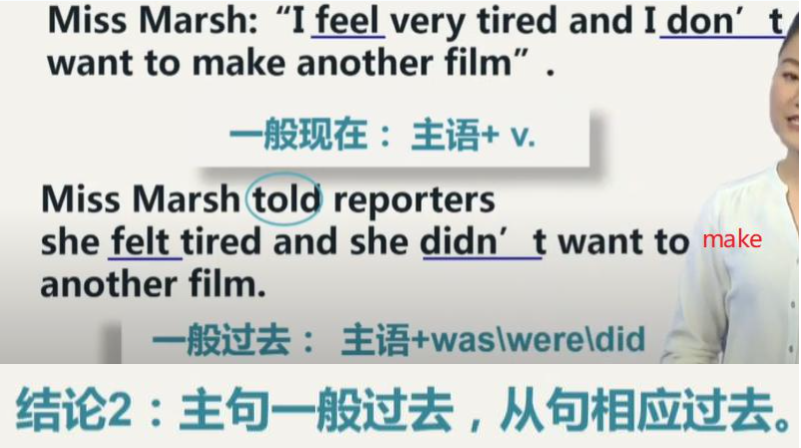 Miss Marsh: “I feel very tired and I don’t
want to make another film”.
一般现在：主语+ v.
Miss Marsh told reporters
she felt tired and she didn’t want to make
another film.
一般过去： 主语+was\were\did
结论2：主句一般过去，从句相应过去。